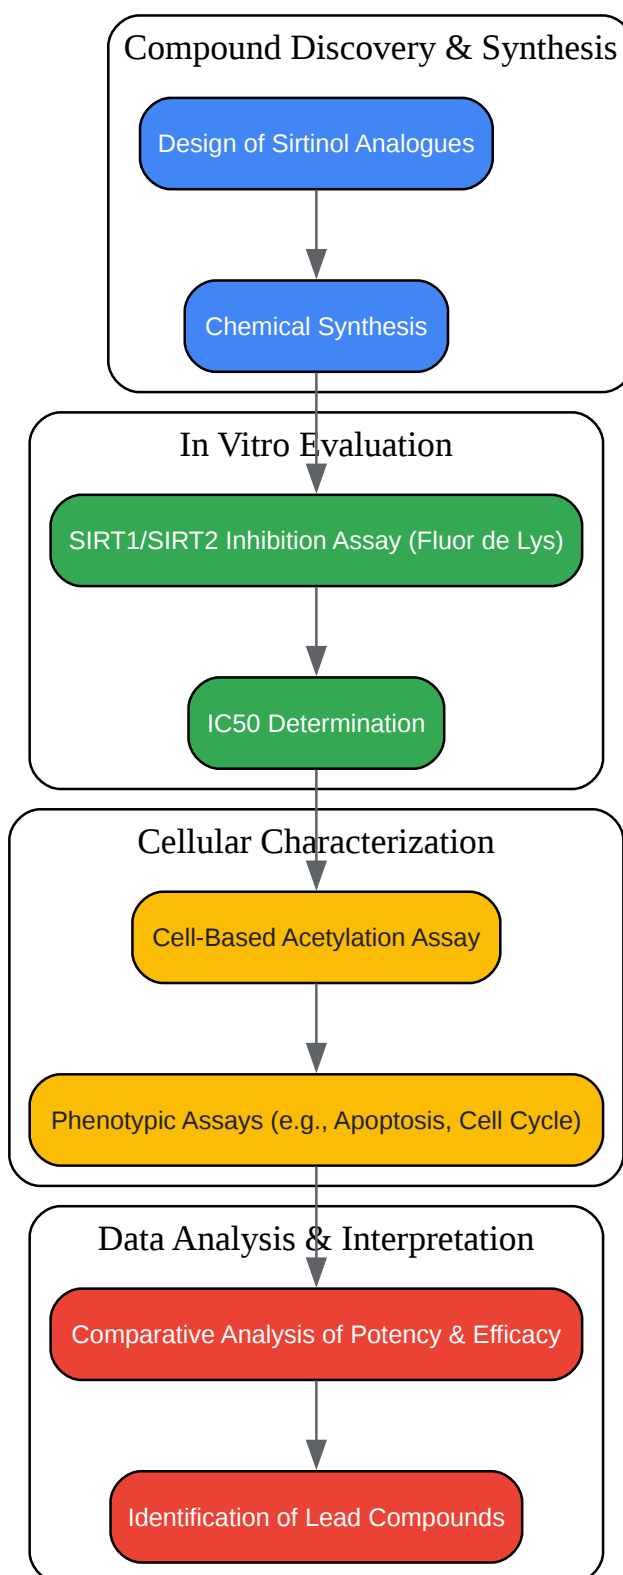 Compound Discovery & Synthesis
Design of Sirtinol Analogues
Chemical Synthesis
In Vitro Evaluation
SIRT1/SIRT2 Inhibition Assay (Fluor de Lys)
IC50 Determination
Cellular Characterization
Cell-Based Acetylation Assay
Phenotypic Assays (e.g., Apoptosis, Cell Cycle)
Data Analysis & Interpretation
Comparative Analysis of Potency & Efficacy
Identification of Lead Compounds